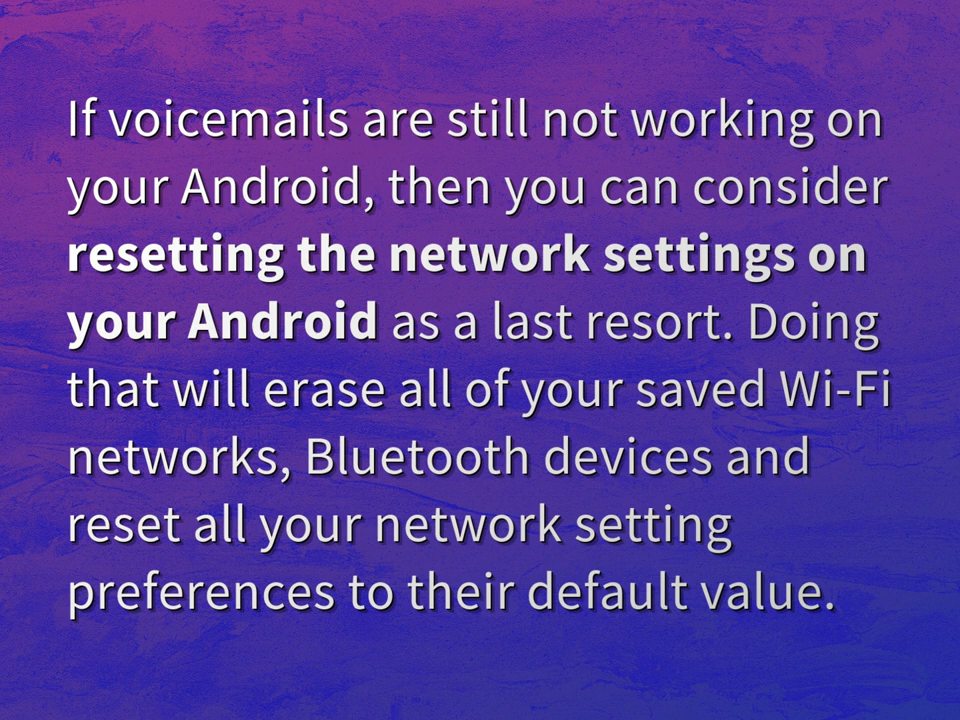 If voicemails are still not working on
your Android, then you can consider
resetting the network settings on
your Android as a last resort. Doing
that will erase all of your saved Wi-Fi
networks, Bluetooth devices and
reset all your network setting
preferences to their default value.